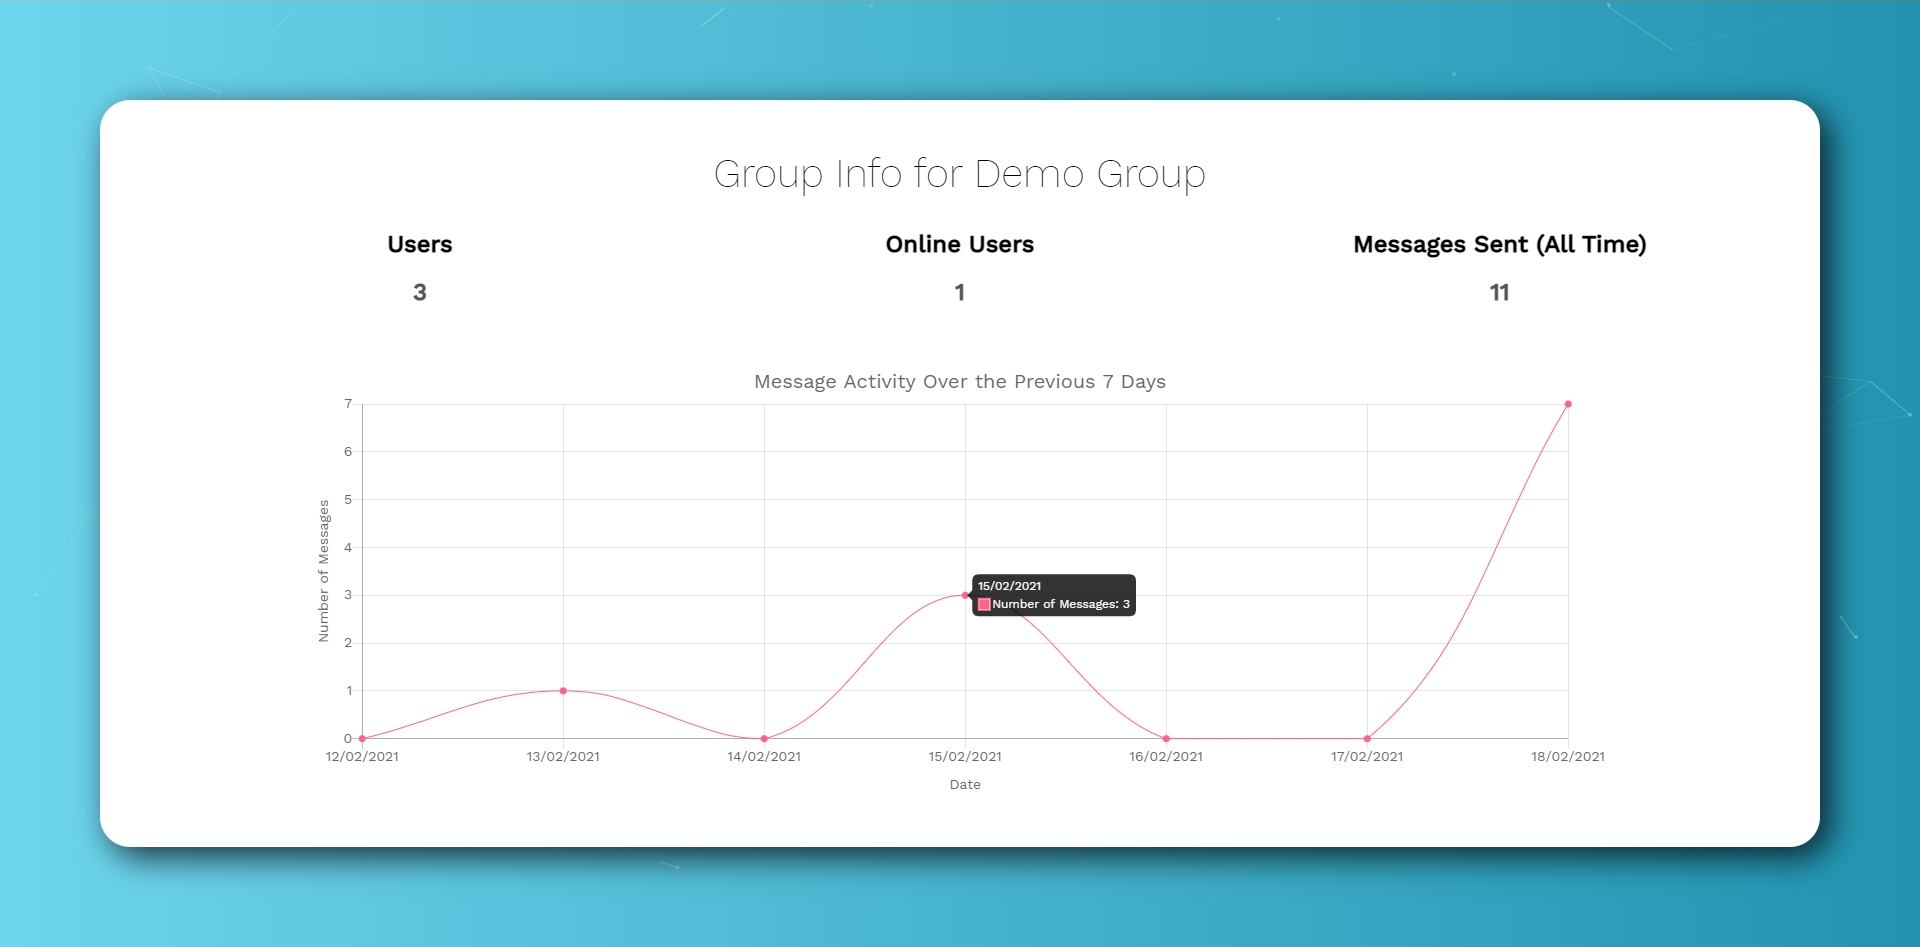 Group Info for Demo Group
Users
Online Users
Messages Sent (All Time)
3
1
11
Message Activity Over the Previous 7 Days
7
6
5
4
3
2
1
0
Number of Messages
15/02/2021
Number of Messages: 3
12/02/2021
13/02/2021
14/02/2021
15/02/2021
16/02/2021
17/02/2021
18/02/2021
Date